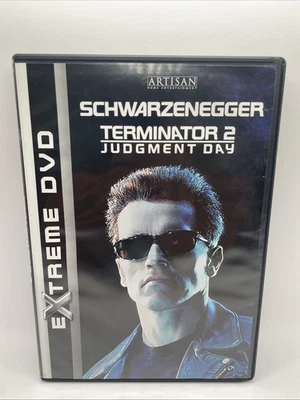 ARTISAN
HOME ENTERTAINMENT
SCHWARZENEGGER
TERMINATOR 2
JUDGMENT DAY
EXTREME DVD